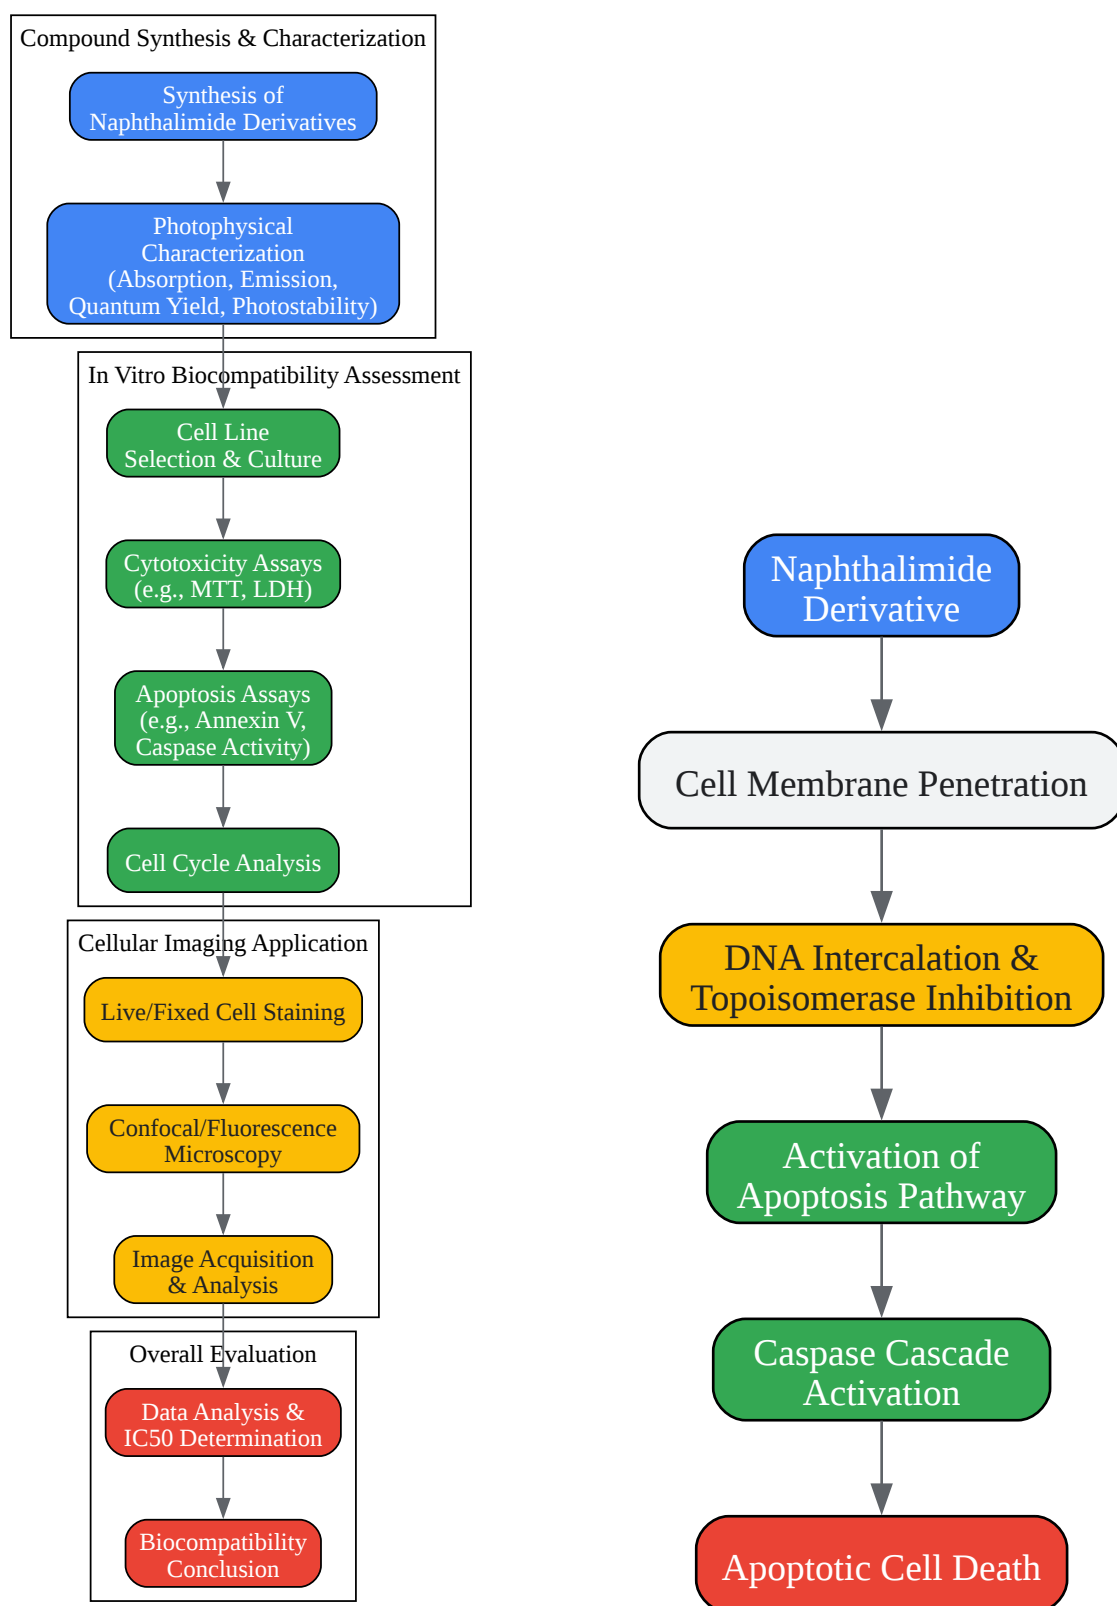 Compound Synthesis & Characterization
Synthesis of
Naphthalimide Derivatives
Photophysical
Characterization
(Absorption, Emission,
Quantum Yield, Photostability)
In Vitro Biocompatibility Assessment
Cell Line
Selection & Culture
Cytotoxicity Assays
(e.g., MTT, LDH)
Apoptosis Assays
(e.g., Annexin V,
Caspase Activity)
Cell Cycle Analysis
Cellular Imaging Application
Live/Fixed Cell Staining
Confocal/Fluorescence
Microscopy
Image Acquisition
& Analysis
Overall Evaluation
Data Analysis &
IC50 Determination
Biocompatibility
Conclusion
Naphthalimide
Derivative
Cell Membrane Penetration
DNA Intercalation &
Topoisomerase Inhibition
Activation of
Apoptosis Pathway
Caspase Cascade
Activation
Apoptotic Cell Death